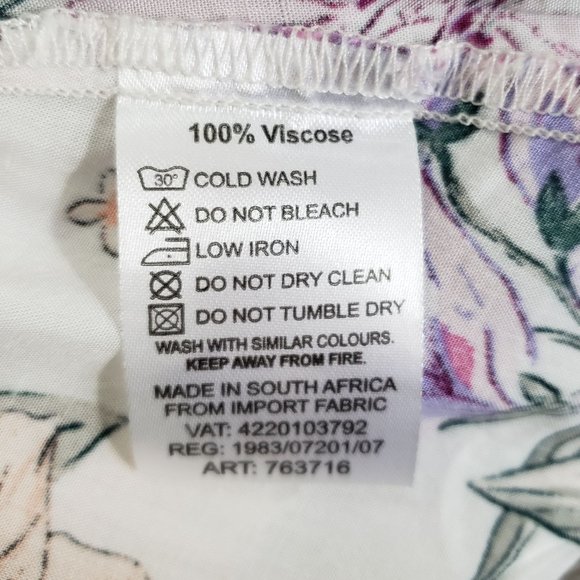 100% Viscose
30° COLD WASH
DO NOT BLEACH
LOW IRON
DO NOT DRY CLEAN
DO NOT TUMBLE DRY
WASH WITH SIMILAR COLOURS.
KEEP AWAY FROM FIRE.
MADE IN SOUTH AFRICA
FROM IMPORT FABRIC
VAT: 4220103792
REG: 1983/07201/07
ART: 763716